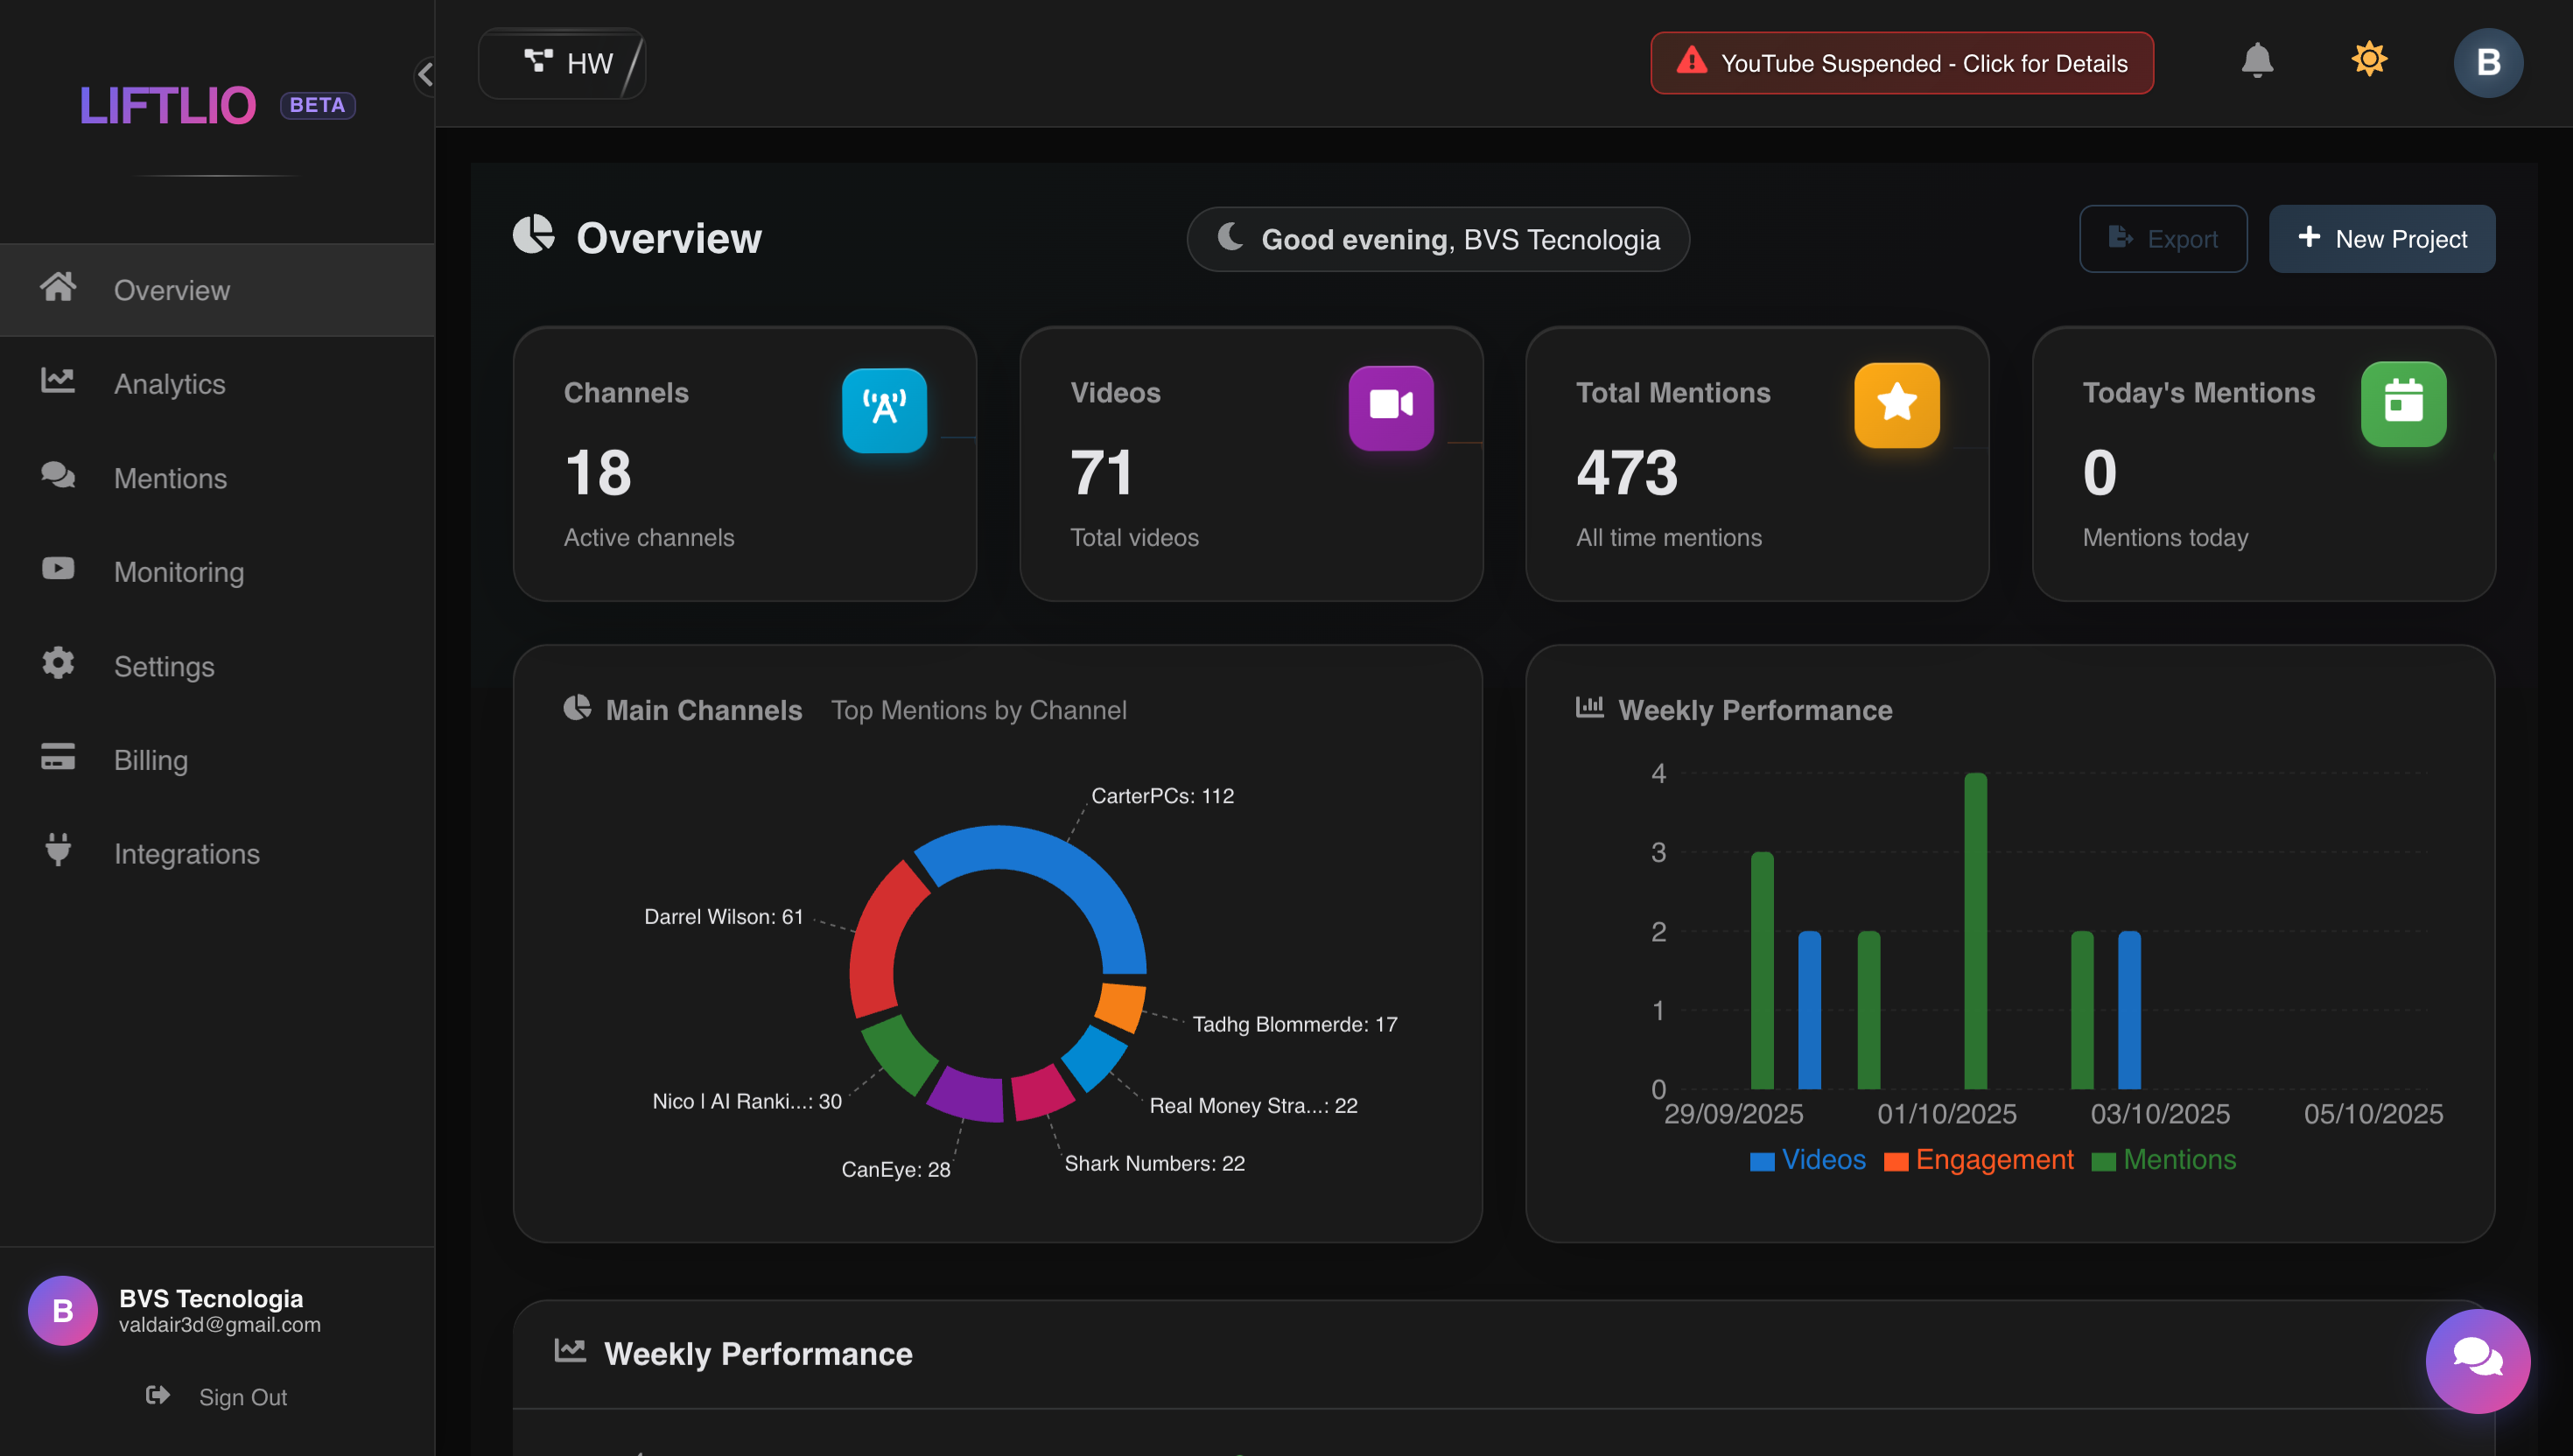 LIFTLIO BETA
HW
YouTube Suspended - Click for Details
B
Overview
Analytics
Mentions
Monitoring
Settings
Billing
Integrations
B
BVS Tecnologia
valdair3d@gmail.com
Sign Out
Overview
Good evening, BVS Tecnologia
Export
New Project
Channels
18
Active channels
Videos
71
Total videos
Total Mentions
473
All time mentions
Today's Mentions
0
Mentions today
Main Channels Top Mentions by Channel
CarterPCs: 112
Darrel Wilson: 61
Tadhg Blommerde: 17
Nico | AI Ranki...: 30
Real Money Stra...: 22
CanEye: 28
Shark Numbers: 22
Weekly Performance
4
3
2
1
0
29/09/2025 01/10/2025 03/10/2025 05/10/2025
Videos Engagement Mentions
Weekly Performance